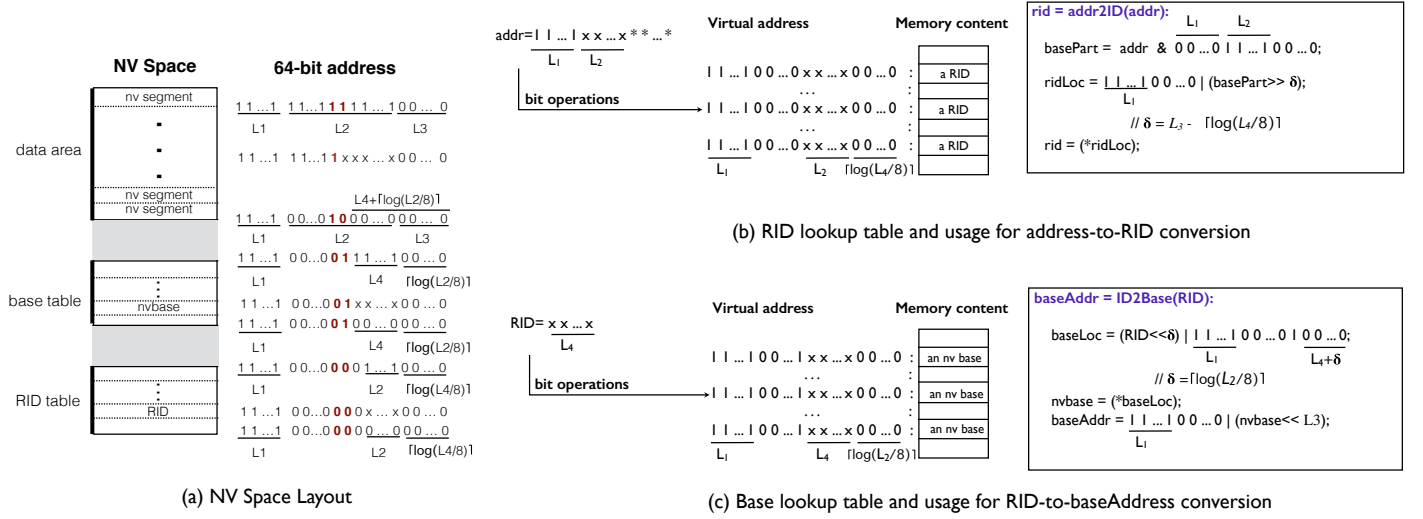 NV Space
64-bit address
nv segment
data area
nv segment
nv segment
base table
nvbase
RID table
RID
1 1 ... 1 1 1 ... 1 1 1 1 1 ... 1 0 0 ... 0
L1 L2 L3
1 1 ... 1 1 1 ... 1 1 x x x ... x 0 0 ... 0
L4+⌈log(L2/8)⌉
1 1 ... 1 0 0 ... 0 1 0 0 0 ... 0 0 0 ... 0
L1 L2 L3
1 1 ... 1 0 0 ... 0 0 1 1 1 ... 1 0 0 ... 0
L1 L4 ⌈log(L2/8)⌉
1 1 ... 1 0 0 ... 0 0 1 x x ... x 0 0 ... 0
1 1 ... 1 0 0 ... 0 0 1 0 0 ... 0 0 0 ... 0
L1 L4 ⌈log(L2/8)⌉
1 1 ... 1 0 0 ... 0 0 0 0 1 ... 1 0 0 ... 0
L1 L2 ⌈log(L4/8)⌉
1 1 ... 1 0 0 ... 0 0 0 0 x ... x 0 0 ... 0
1 1 ... 1 0 0 ... 0 0 0 0 0 ... 0 0 0 ... 0
L1 L2 ⌈log(L4/8)⌉
(a) NV Space Layout
addr= 1 1 ... 1 x x ... x * * ... *
L1 L2
bit operations
Virtual address
Memory content
1 1 ... 1 0 0 ... 0 x x ... x 0 0 ... 0 : a RID
...
1 1 ... 1 0 0 ... 0 x x ... x 0 0 ... 0 : a RID
...
1 1 ... 1 0 0 ... 0 x x ... x 0 0 ... 0 : a RID
L1 L2 ⌈log(L4/8)⌉
rid = addr2ID(addr):
L1 L2
basePart = addr & 0 0 ... 0 1 1 ... 1 0 0 ... 0;
ridLoc = 1 1 ... 1 0 0 ... 0 | (basePart>> δ);
L1
// δ = L3 - ⌈log(L4/8)⌉
rid = (*ridLoc);
(b) RID lookup table and usage for address-to-RID conversion
RID= x x ... x
L4
bit operations
Virtual address
Memory content
1 1 ... 1 0 0 ... 1 x x ... x 0 0 ... 0 : an nv base
...
1 1 ... 1 0 0 ... 1 x x ... x 0 0 ... 0 : an nv base
...
1 1 ... 1 0 0 ... 1 x x ... x 0 0 ... 0 : an nv base
L1 L4 ⌈log(L2/8)⌉
baseAddr = ID2Base(RID):
baseLoc = (RID<<δ) | 1 1 ... 1 0 0 ... 0 1 0 0 ... 0;
L1 L4+δ
// δ =⌈log(L2/8)⌉
nvbase = (*baseLoc);
baseAddr = 1 1 ... 1 0 0 ... 0 | (nvbase<< L3);
L1
(c) Base lookup table and usage for RID-to-baseAddress conversion